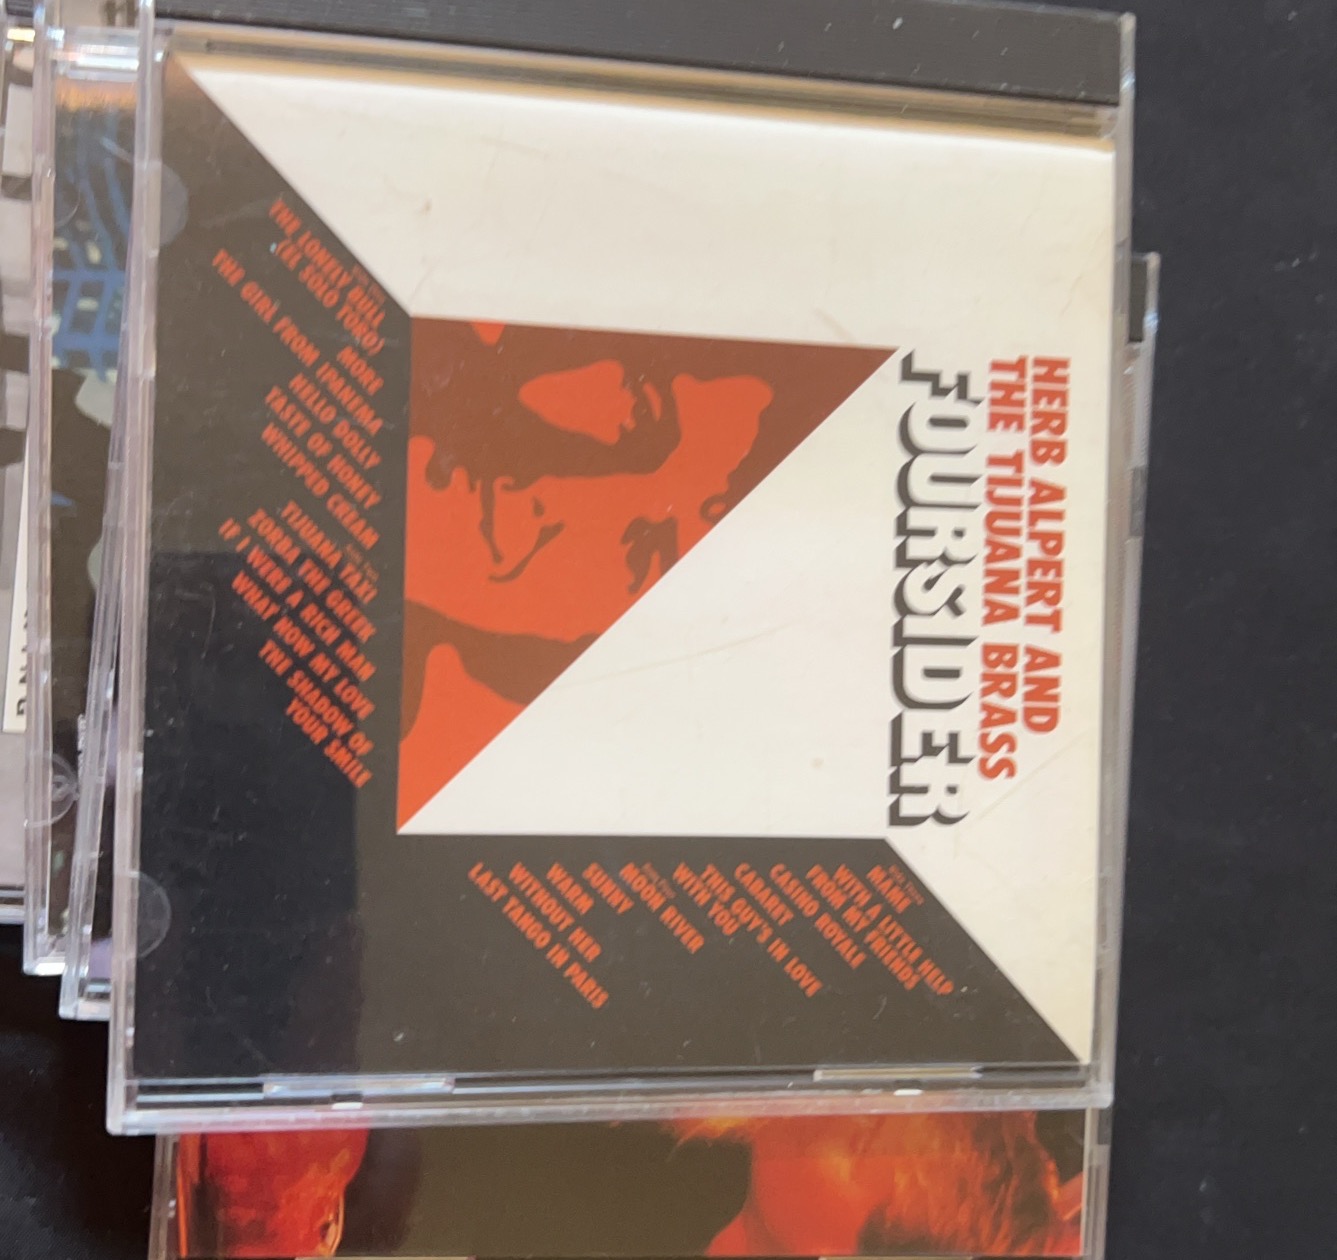 HERB ALPERT AND
THE TIJUANA BRASS
FOURSIDER
THE LONELY BULL
(EL SOLO TORO)
MORE
THE GIRL FROM IPANEMA
HELLO DOLLY
TASTE OF HONEY
WHIPPED CREAM
TIJUANA TAXI
ZORBA THE GREEK
IF I WERE A RICH MAN
WHAT NOW MY LOVE
THE SHADOW OF
YOUR SMILE
MAME
WITH A LITTLE HELP
FROM MY FRIENDS
CASINO ROYALE
CABARET
THIS GUY'S IN LOVE
WITH YOU
MOON RIVER
SUNNY
WARM
WITHOUT HER
LAST TANGO IN PARIS